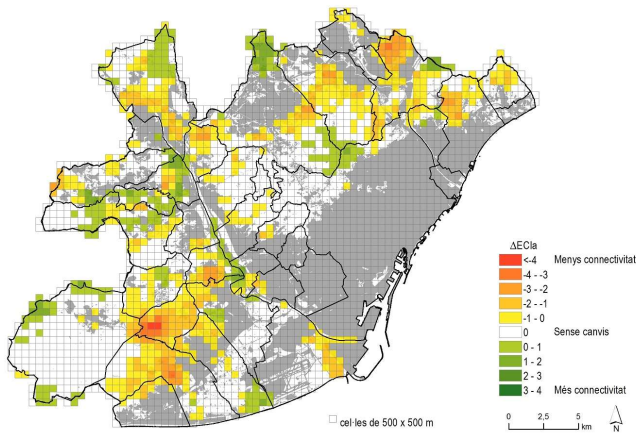 ΔECIa
<-4 Menys connectivitat
-4 - -3
-3 - -2
-2 - -1
-1 - 0
0 Sense canvis
0 - 1
1 - 2
2 - 3
3 - 4 Més connectivitat
cel·les de 500 x 500 m
0 2,5 5
km
N